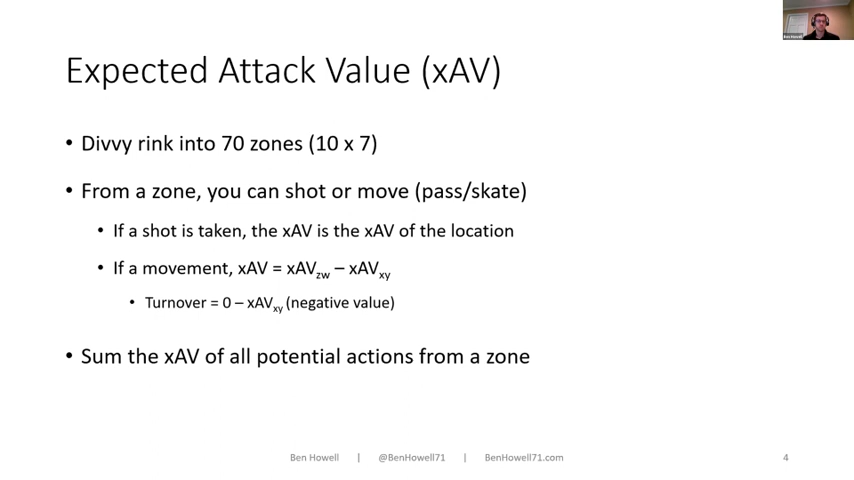 Expected Attack Value (xAV)
• Divvy rink into 70 zones (10 x 7)
• From a zone, you can shot or move (pass/skate)
• If a shot is taken, the xAV is the xAV of the location
• If a movement, xAV = xAVzw – xAVxy
• Turnover = 0 – xAVxy (negative value)
• Sum the xAV of all potential actions from a zone
Ben Howell | @BenHowell71 | BenHowell71.com
4
Ben Howell